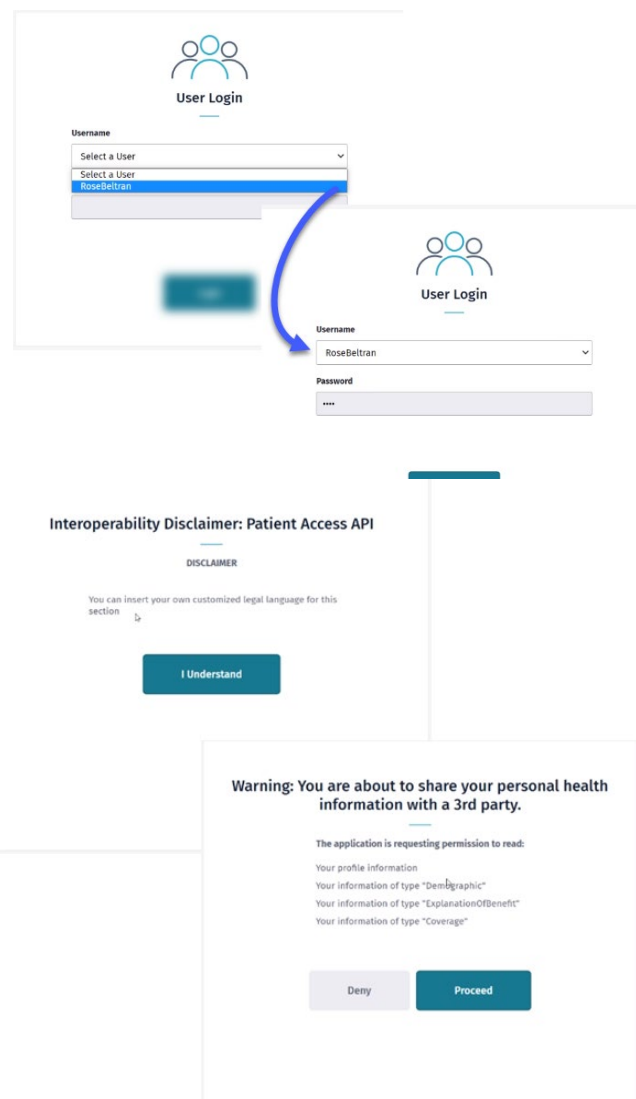 User Login
Username
Select a User
Select a User
RoseBeltran
User Login
Username
RoseBeltran
Password
••••
Interoperability Disclaimer: Patient Access API
DISCLAIMER
You can insert your own customized legal language for this
section
I Understand
Warning: You are about to share your personal health
information with a 3rd party.
The application is requesting permission to read:
Your profile information
Your information of type "Demographic"
Your information of type "ExplanationOfBenefit"
Your information of type "Coverage"
Deny
Proceed